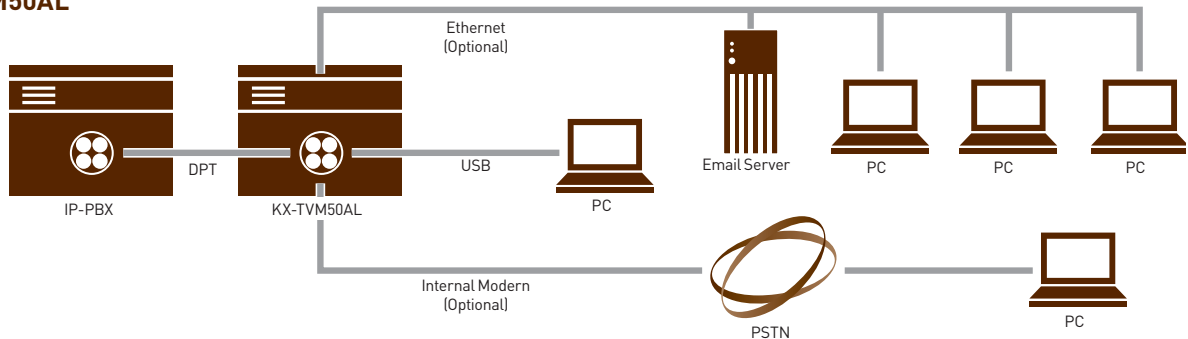 M50AL
Ethernet
(Optional)
Email Server
PC
PC
PC
DPT
USB
IP-PBX
KX-TVM50AL
PC
Internal Modern
(Optional)
PSTN
PC